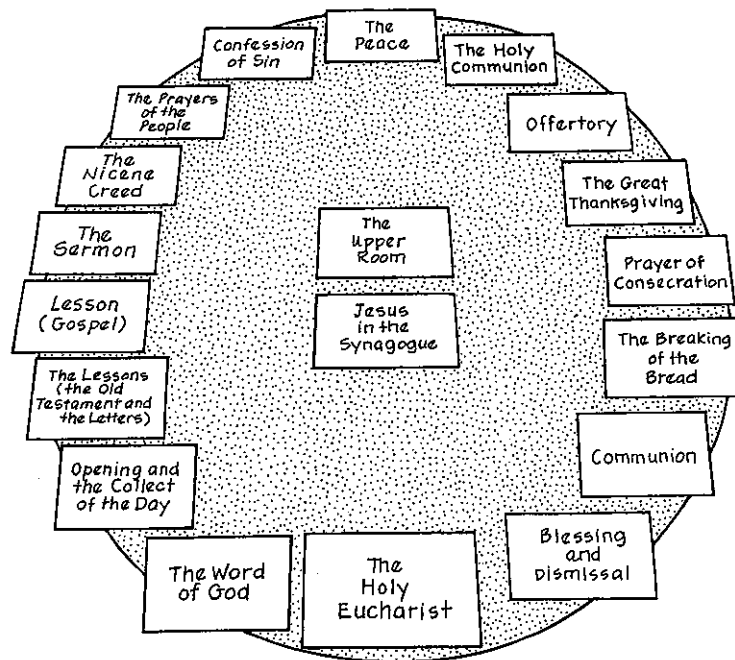 The
Peace
Confession
of Sin
The Holy
Communion
The Prayers
of the
People
Offertory
The
Nicene
Creed
The Great
Thanksgiving
The
Sermon
The
Upper
Room
Prayer of
Consecration
Lesson
(Gospel)
Jesus
in the
Synagogue
The Breaking
of the
Bread
The Lessons
(the Old
Testament and
the Letters)
Communion
Opening and
the Collect
of the Day
Blessing
and
Dismissal
The Word
of God
The
Holy
Eucharist